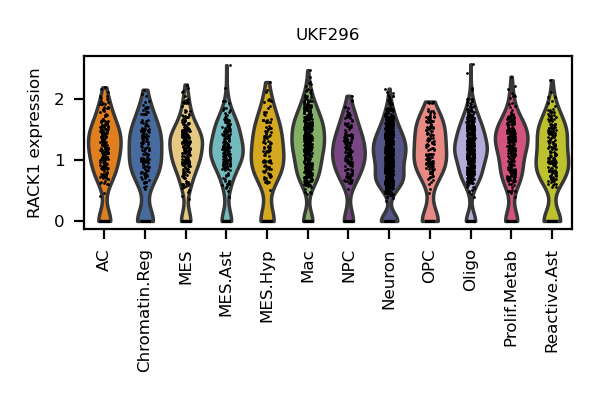 UKF296
RACK1 expression
2
1
0
AC
Chromatin.Reg
MES
MES.Ast
MES.Hyp
Mac
NPC
Neuron
OPC
Oligo
Prolif.Metab
Reactive.Ast